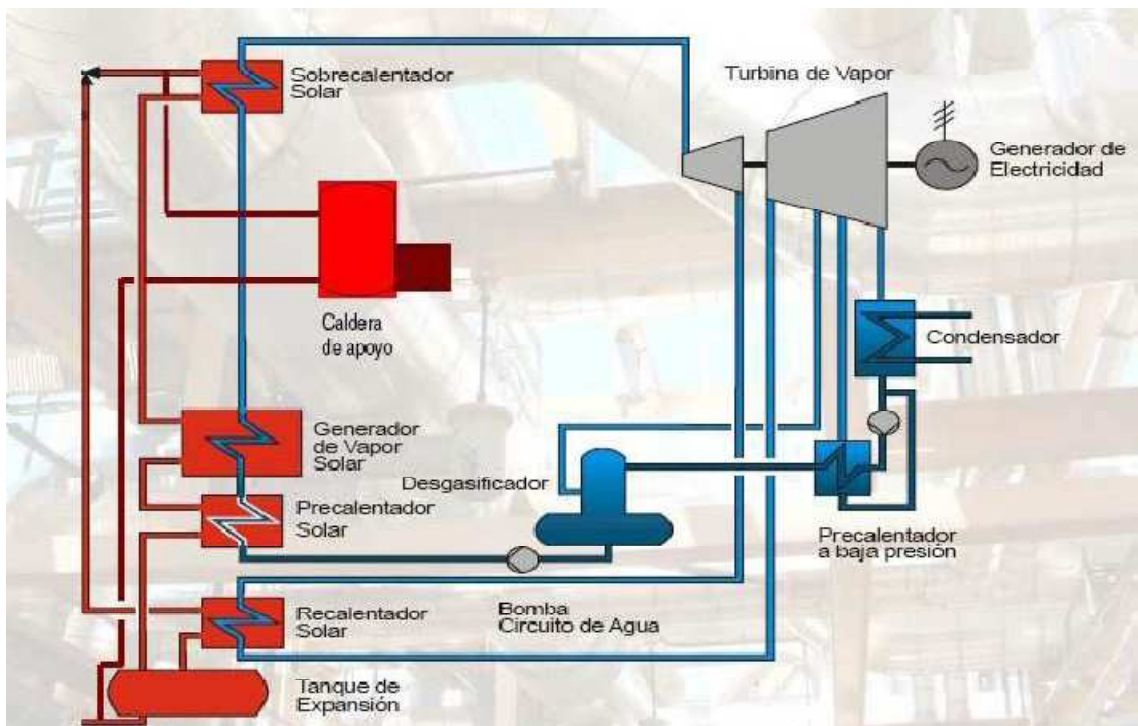 Sobrecalentador
Solar
Turbina de Vapor
Generador de
Electricidad
Caldera
de apoyo
Condensador
Generador
de Vapor
Solar
Desgasificador
Precalentador
Solar
Precalentador
a baja presión
Recalentador
Solar
Bomba
Circuito de Agua
Tanque de
Expansión